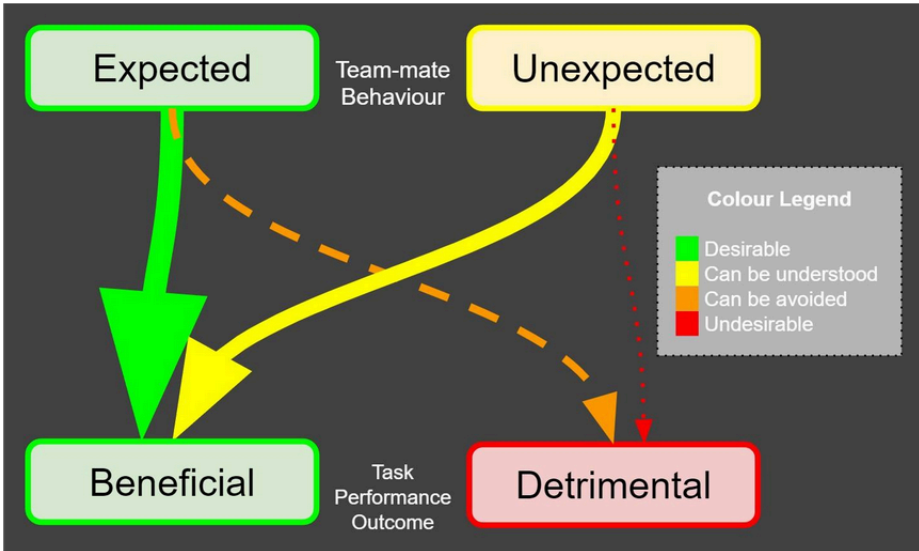 Expected
Team-mate
Behaviour
Unexpected
Colour Legend
Desirable
Can be understood
Can be avoided
Undesirable
Beneficial
Task
Performance
Outcome
Detrimental